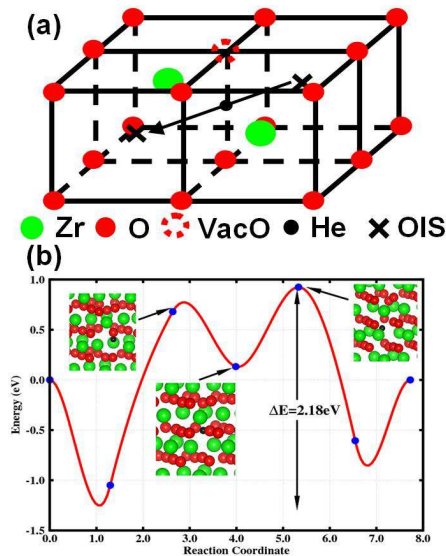 (a)
Zr O VacO He OIS
(b)
Energy (eV)
1.0
0.5
0.0
-0.5
-1.0
-1.5
ΔE=2.18eV
0.0 1.0 2.0 3.0 4.0 5.0 6.0 7.0 8.0
Reaction Coordinate